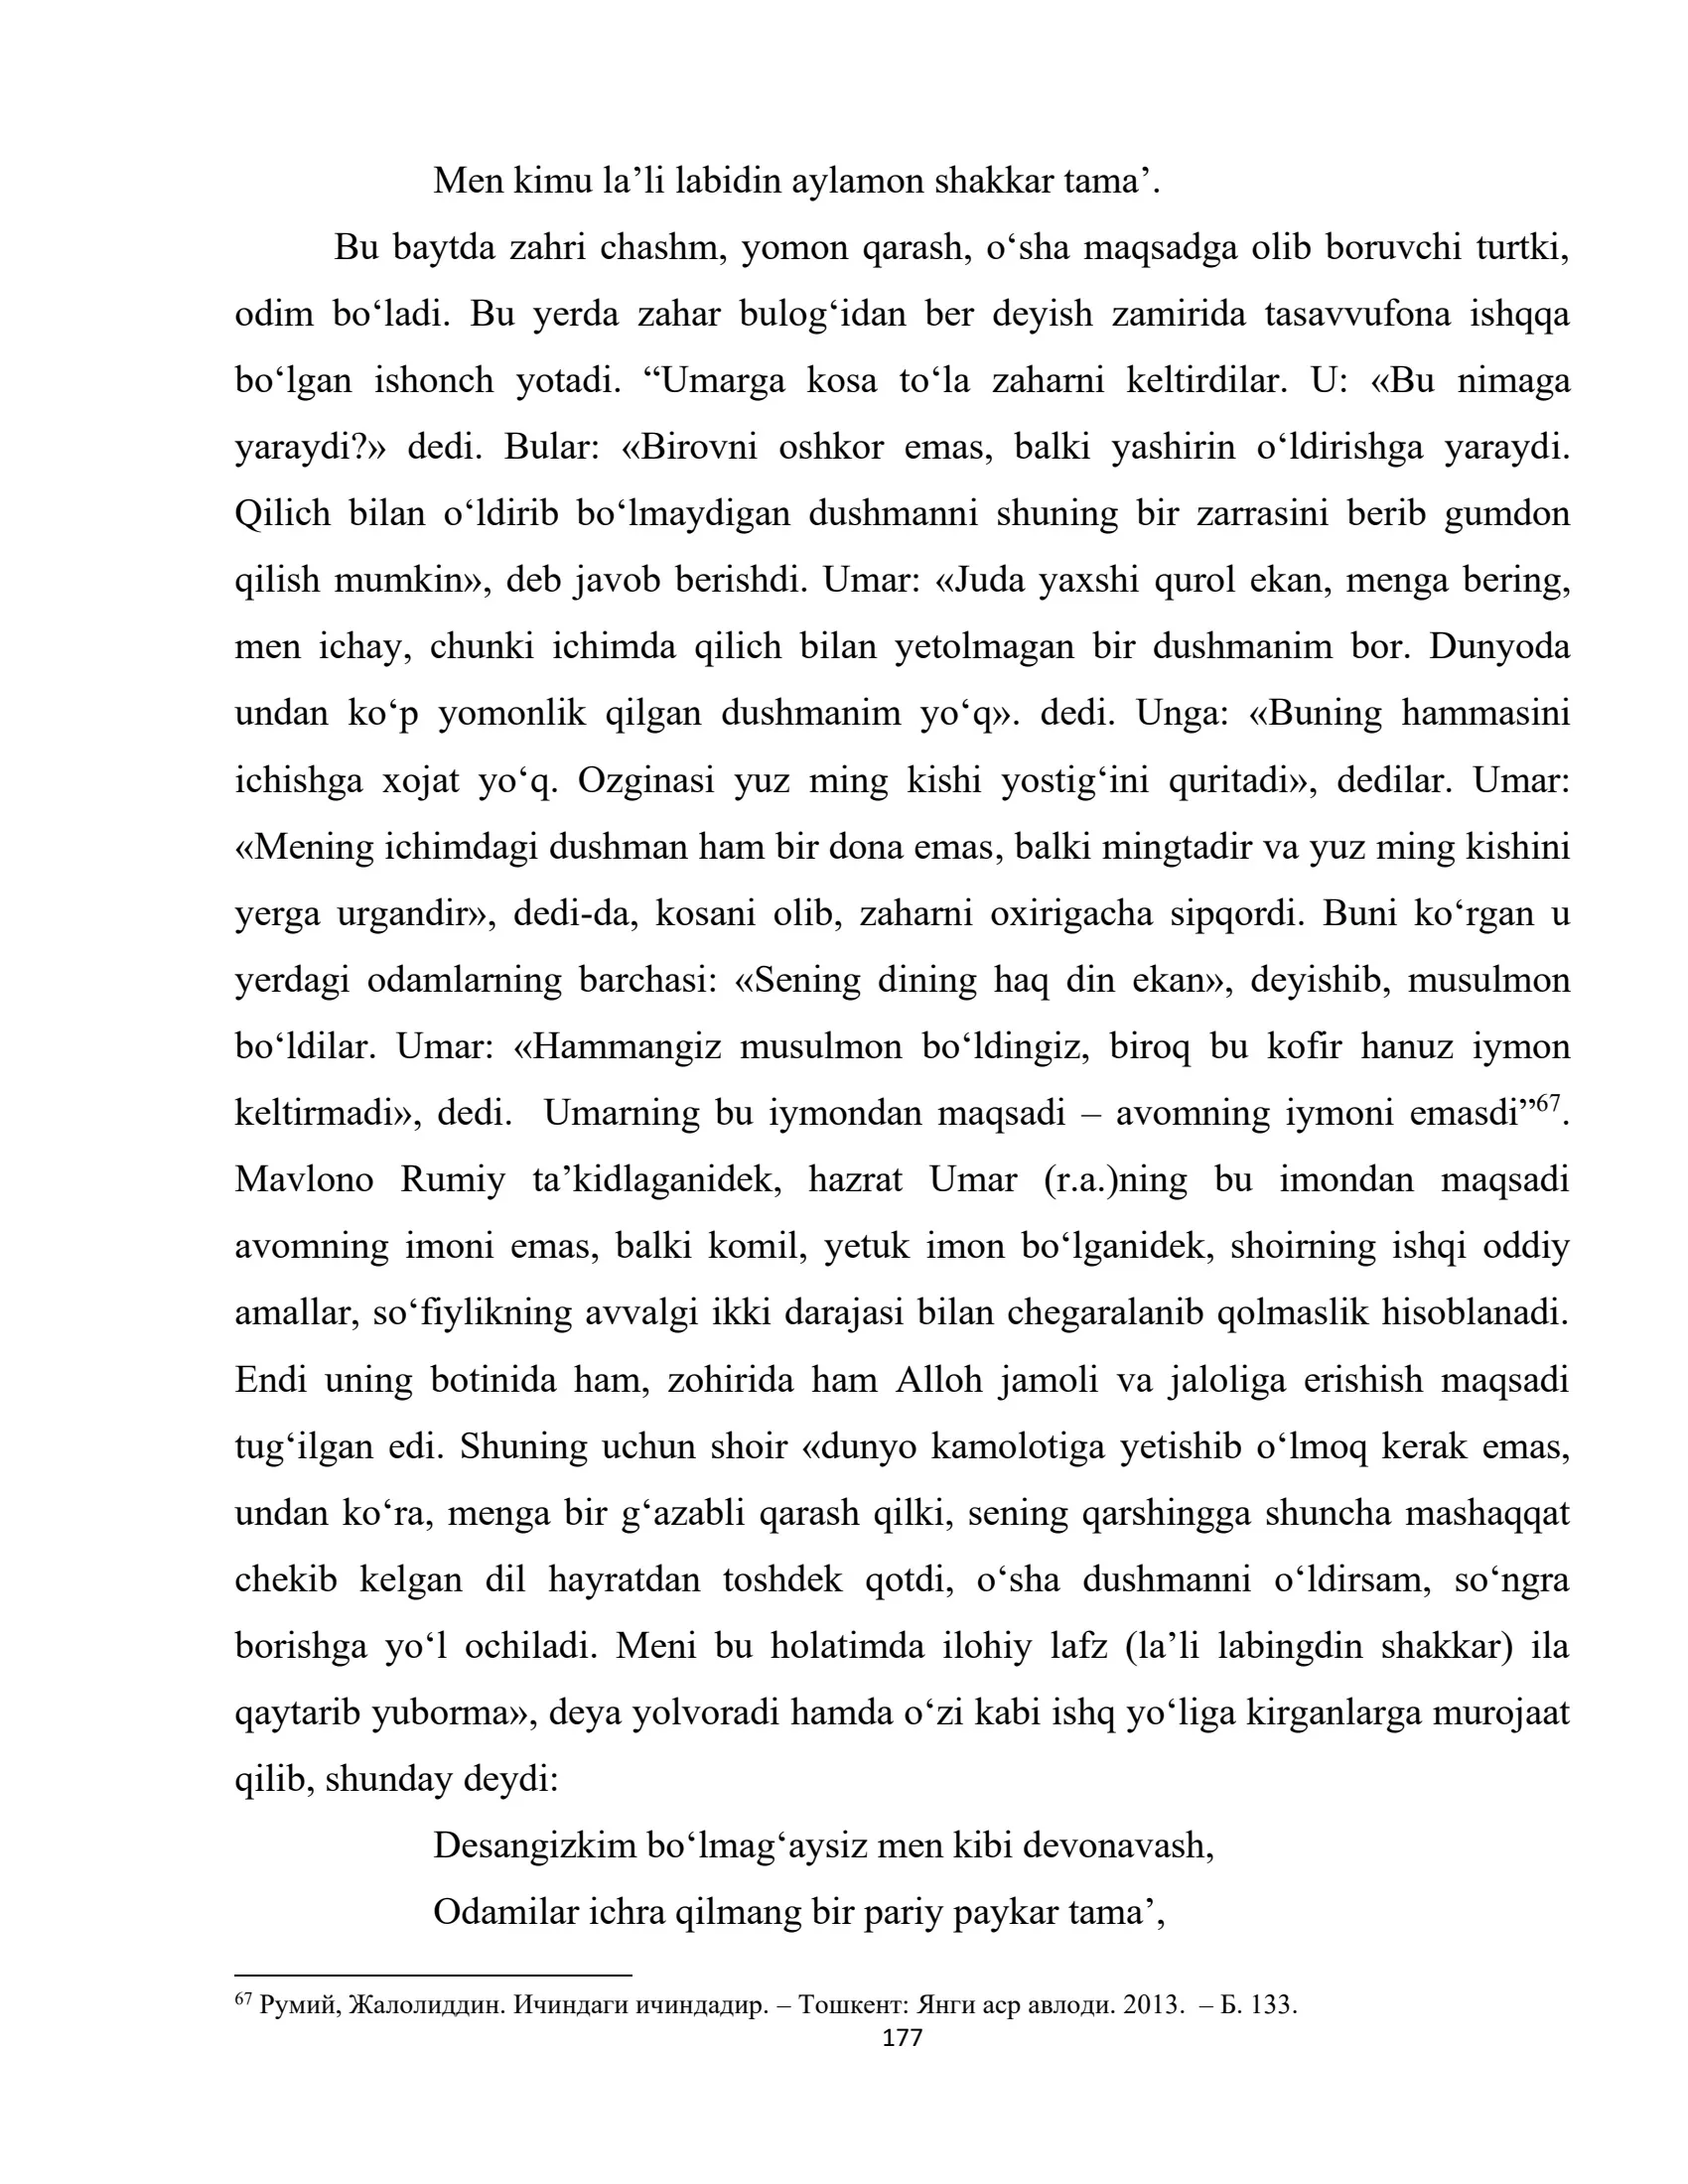 Men kimu la’li labidin aylamon shakkar tama’.
Bu baytda zahri chashm, yomon qarash, o‘sha maqsadga olib boruvchi turtki,
odim bo‘ladi. Bu yerda zahar bulog‘idan ber deyish zamirida tasavvufona ishqqa
bo‘lgan ishonch yotadi. “Umarga kosa to‘la zaharni keltirdilar. U: «Bu nimaga
yaraydi?» dedi. Bular: «Birovni oshkor emas, balki yashirin o‘ldirishga yaraydi.
Qilich bilan o‘ldirib bo‘lmaydigan dushmanni shuning bir zarrasini berib gumdon
qilish mumkin», deb javob berishdi. Umar: «Juda yaxshi qurol ekan, menga bering,
men ichay, chunki ichimda qilich bilan yetolmagan bir dushmanim bor. Dunyoda
undan ko‘p yomonlik qilgan dushmanim yo‘q». dedi. Unga: «Buning hammasini
ichishga xojat yo‘q. Ozginasi yuz ming kishi yostig‘ini quritadi», dedilar. Umar:
«Mening ichimdagi dushman ham bir dona emas, balki mingtadir va yuz ming kishini
yerga urgandir», dedi-da, kosani olib, zaharni oxirigacha sipqordi. Buni ko‘rgan u
yerdagi odamlarning barchasi: «Sening dining haq din ekan», deyishib, musulmon
bo‘ldilar. Umar: «Hammangiz musulmon bo‘ldingiz, biroq bu kofir hanuz iymon
keltirmadi», dedi.  Umarning bu iymondan maqsadi – avomning iymoni emasdi”67.
Mavlono Rumiy ta’kidlaganidek, hazrat Umar (r.a.)ning bu imondan maqsadi
avomning imoni emas, balki komil, yetuk imon bo‘lganidek, shoirning ishqi oddiy
amallar, so‘fiylikning avvalgi ikki darajasi bilan chegaralanib qolmaslik hisoblanadi.
Endi uning botinida ham, zohirida ham Alloh jamoli va jaloliga erishish maqsadi
tug‘ilgan edi. Shuning uchun shoir «dunyo kamolotiga yetishib o‘lmoq kerak emas,
undan ko‘ra, menga bir g‘azabli qarash qilki, sening qarshingga shuncha mashaqqat
chekib kelgan dil hayratdan toshdek qotdi, o‘sha dushmanni o‘ldirsam, so‘ngra
borishga yo‘l ochiladi. Meni bu holatimda ilohiy lafz (la’li labingdin shakkar) ila
qaytarib yuborma», deya yolvoradi hamda o‘zi kabi ishq yo‘liga kirganlarga murojaat
qilib, shunday deydi:
Desangizkim bo‘lmag‘aysiz men kibi devonavash,
Odamilar ichra qilmang bir pariy paykar tama’,
67 Румий, Жалолиддин. Ичиндаги ичиндадир. – Тошкент: Янги аср авлоди. 2013.  – Б. 133.
177